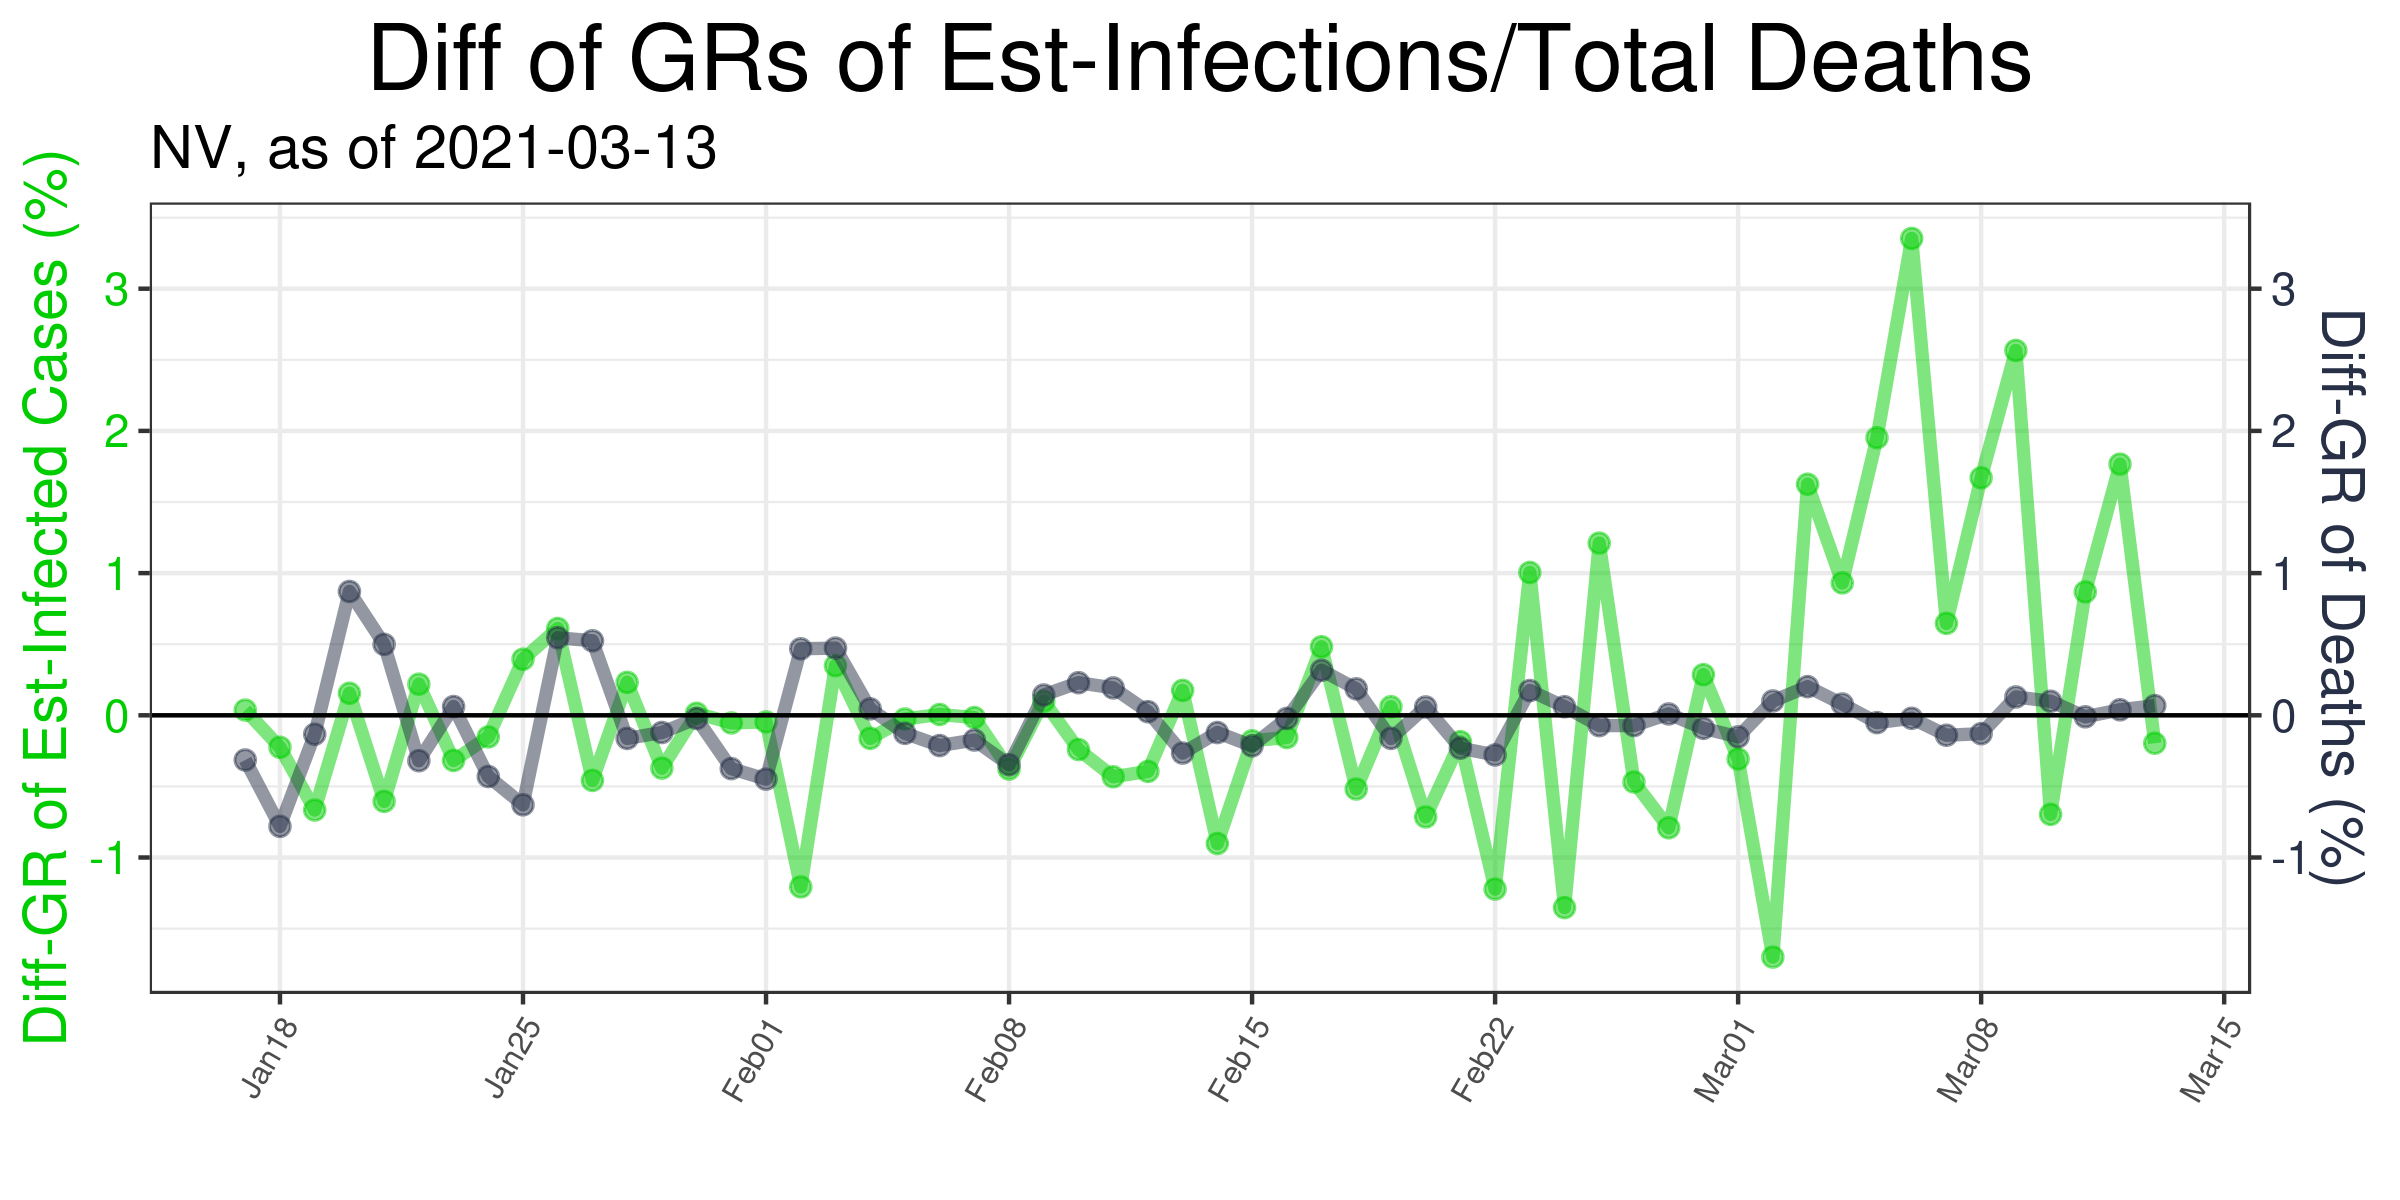 Diff of GRs of Est-Infections/Total Deaths
NV, as of 2021-03-13
Diff-GR of Est-Infected Cases (%)
3
2
1
0
-1
3
2
1
0
-1
Diff-GR of Deaths (%)
Jan18
Jan25
Feb01
Feb08
Feb15
Feb22
Mar01
Mar08
Mar15